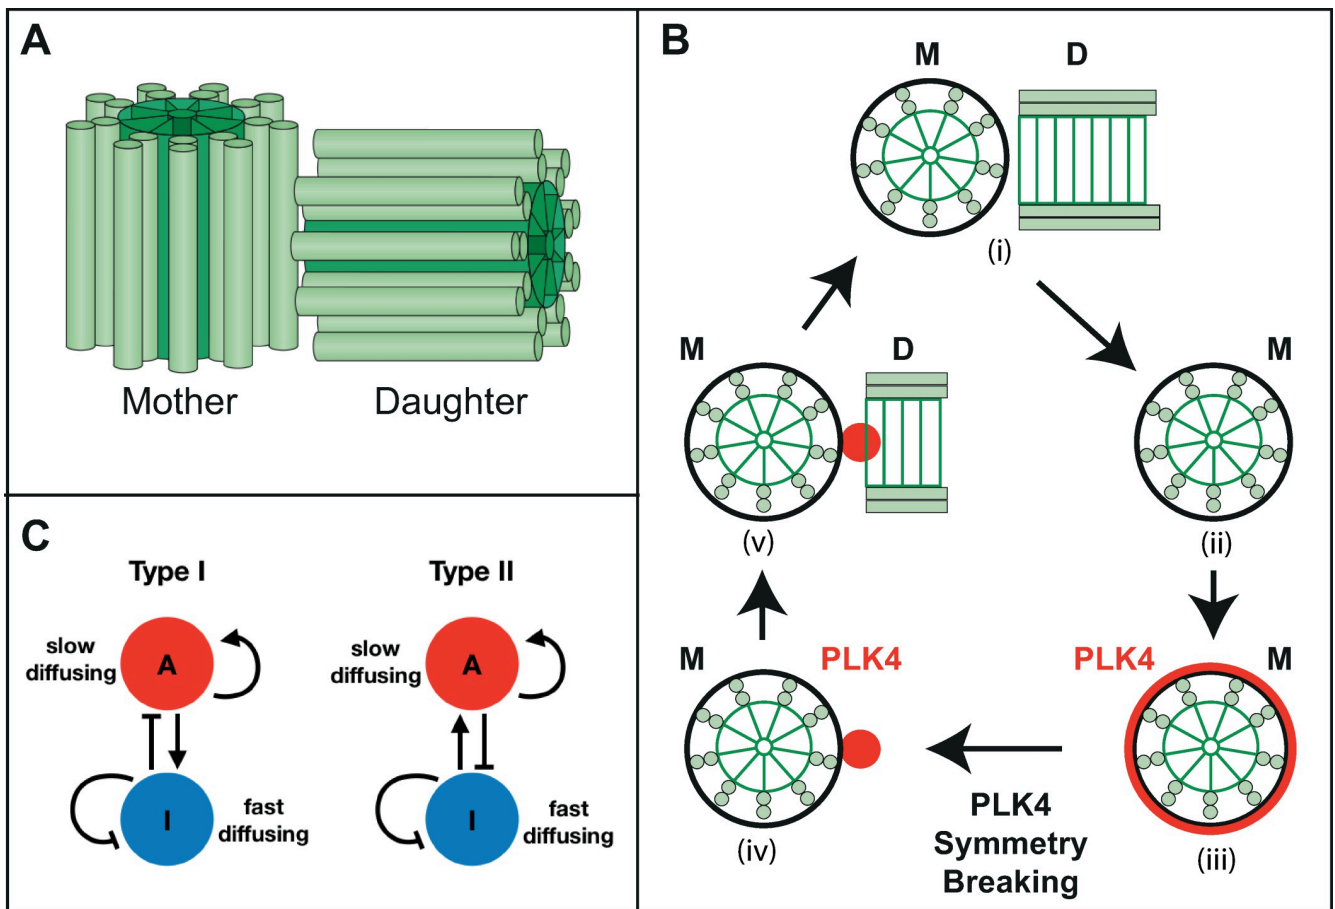 A
Mother
Daughter
B
M
D
(i)
M
(ii)
PLK4
M
(iii)
PLK4
Symmetry
Breaking
M
PLK4
(iv)
M
D
(v)
C
Type I
slow
diffusing
A
I
fast
diffusing
Type II
slow
diffusing
A
I
fast
diffusing